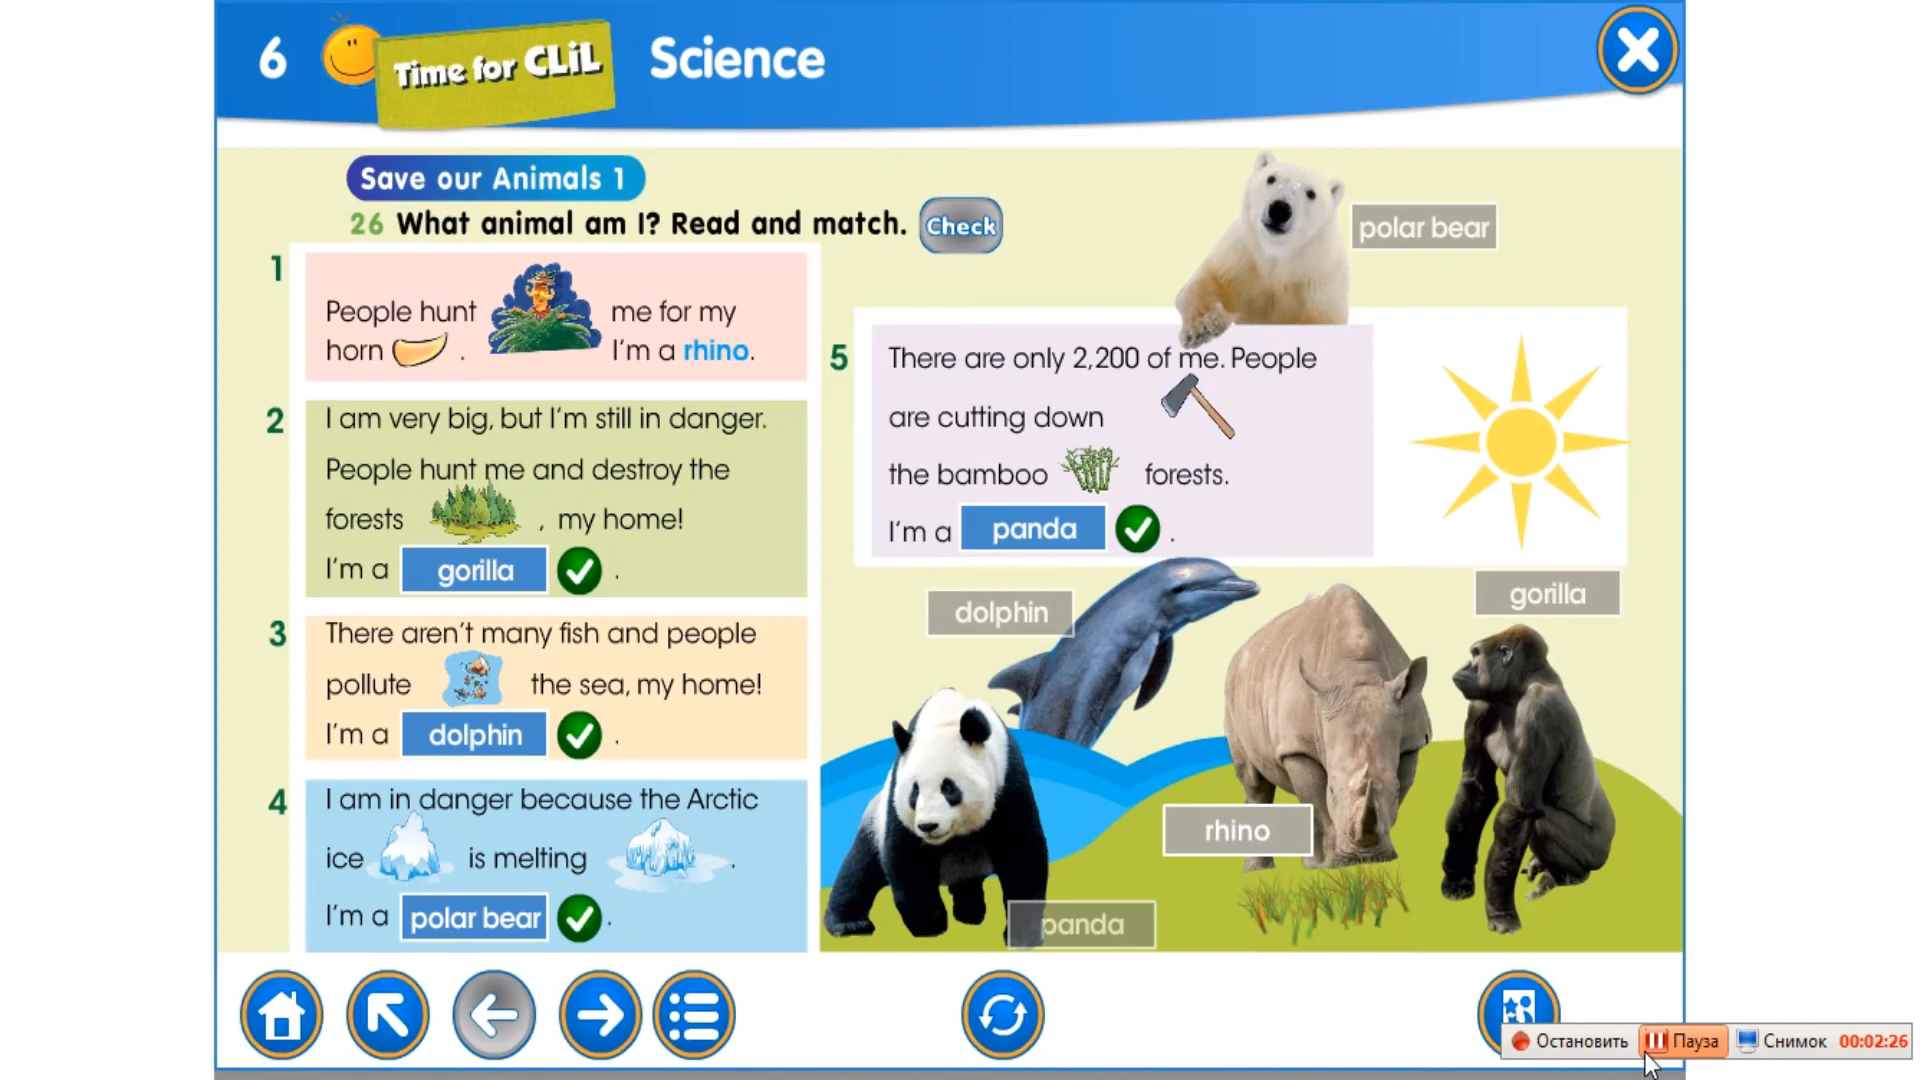 6 Time for CLiL Science
Save our Animals 1
26 What animal am I? Read and match. Check
1
People hunt me for my
horn . I'm a rhino.
2
I am very big, but I'm still in danger.
People hunt me and destroy the
forests , my home!
I'm a gorilla .
3
There aren't many fish and people
pollute the sea, my home!
I'm a dolphin .
4
I am in danger because the Arctic
ice is melting .
I'm a polar bear .
polar bear
5
There are only 2,200 of me. People
are cutting down
the bamboo forests.
I'm a panda .
dolphin
gorilla
rhino
panda
Остановить Пауза Снимок 00:02:26